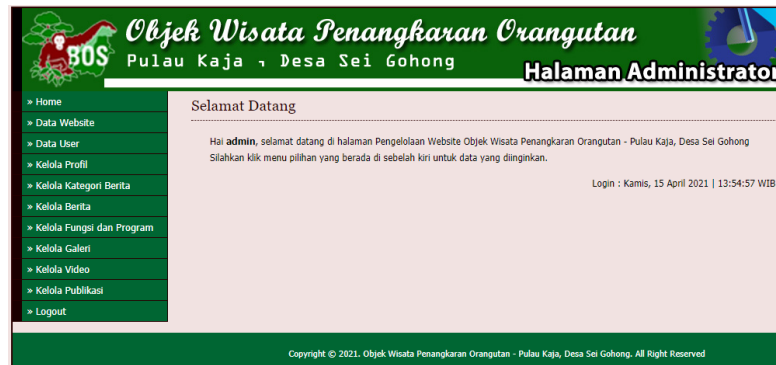 BOS
Objek Wisata Penangkaran Orangutan
Pulau Kaja , Desa Sei Gohong
Halaman Administrator
» Home
» Data Website
» Data User
» Kelola Profil
» Kelola Kategori Berita
» Kelola Berita
» Kelola Fungsi dan Program
» Kelola Galeri
» Kelola Video
» Kelola Publikasi
» Logout
Selamat Datang
Hai admin, selamat datang di halaman Pengelolaan Website Objek Wisata Penangkaran Orangutan - Pulau Kaja, Desa Sei Gohong
Silahkan klik menu pilihan yang berada di sebelah kiri untuk data yang diinginkan.
Login : Kamis, 15 April 2021 | 13:54:57 WIB
Copyright © 2021. Objek Wisata Penangkaran Orangutan - Pulau Kaja, Desa Sei Gohong. All Right Reserved